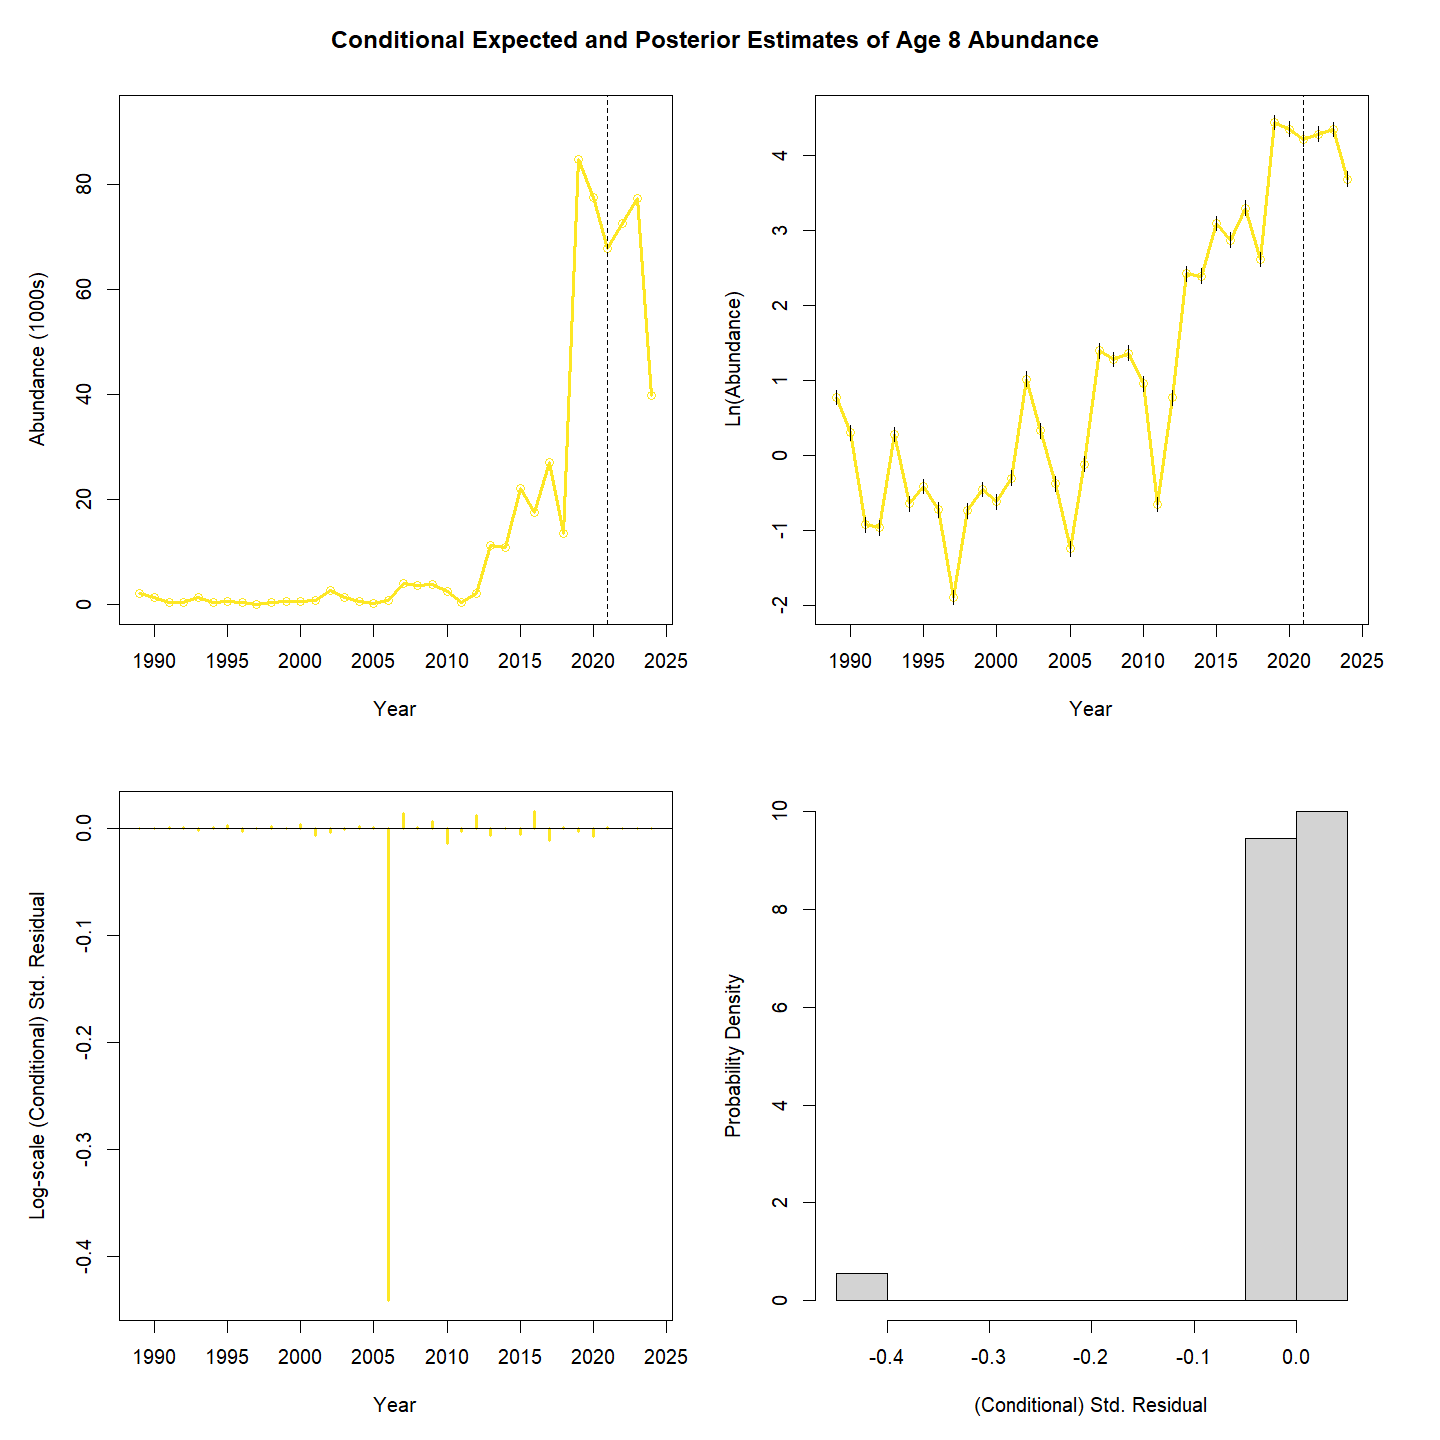 Conditional Expected and Posterior Estimates of Age 8 Abundance
Abundance (1000s)
80
60
40
20
0
1990 1995 2000 2005 2010 2015 2020 2025
Year
Ln(Abundance)
4
3
2
1
0
-1
-2
1990 1995 2000 2005 2010 2015 2020 2025
Year
Log-scale (Conditional) Std. Residual
0.0
-0.1
-0.2
-0.3
-0.4
1990 1995 2000 2005 2010 2015 2020 2025
Year
Probability Density
10
8
6
4
2
0
-0.4 -0.3 -0.2 -0.1 0.0
(Conditional) Std. Residual